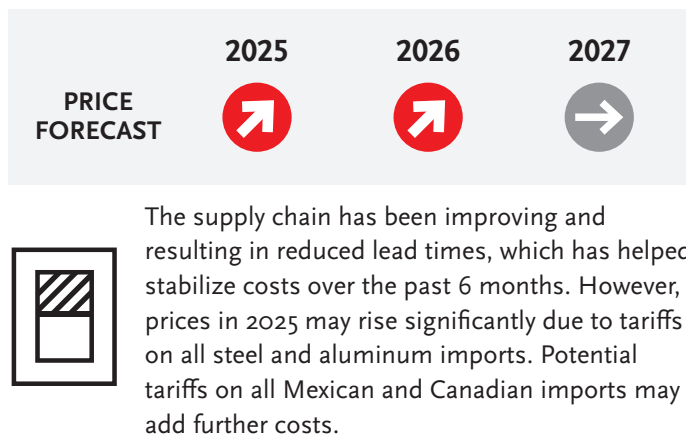 2025 2026 2027
PRICE
FORECAST
The supply chain has been improving and
resulting in reduced lead times, which has helped
stabilize costs over the past 6 months. However,
prices in 2025 may rise significantly due to tariffs
on all steel and aluminum imports. Potential
tariffs on all Mexican and Canadian imports may
add further costs.